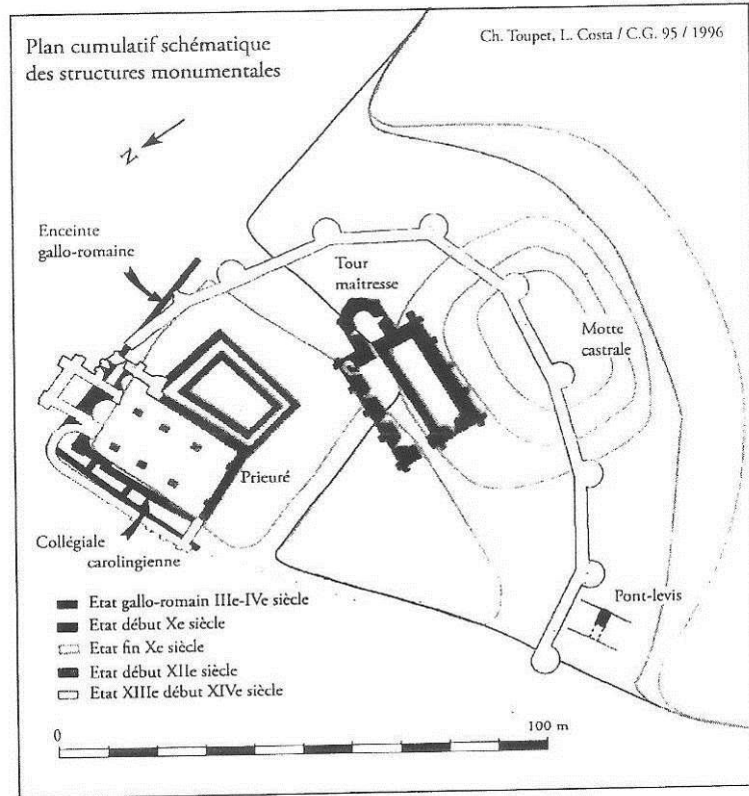 Plan cumulatif schématique
des structures monumentales
Ch. Toupet, L. Costa / C.G. 95 / 1996
N
Enceinte
gallo-romaine
Tour
maîtresse
Motte
castrale
Prieuré
Collégiale
carolingienne
Pont-levis
Etat gallo-romain IIIe-IVe siècle
Etat début Xe siècle
Etat fin Xe siècle
Etat début XIIe siècle
Etat XIIIe début XIVe siècle
0
100 m